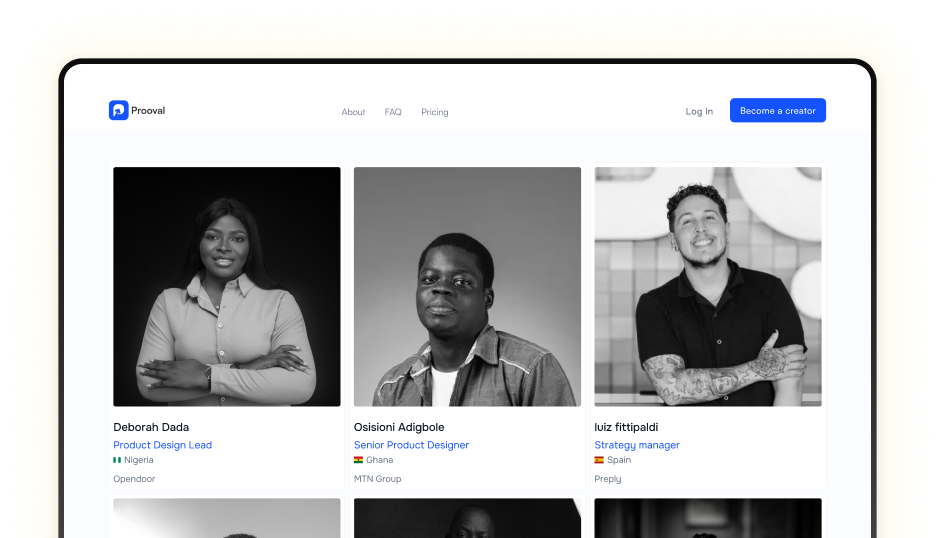 Prooval
About FAQ Pricing
Log in
Become a creator
Deborah Dada
Product Design Lead
Nigeria
Opendoor
Osisioni Adigbole
Senior Product Designer
Ghana
MTN Group
luiz fittipaldi
Strategy manager
Spain
Preply